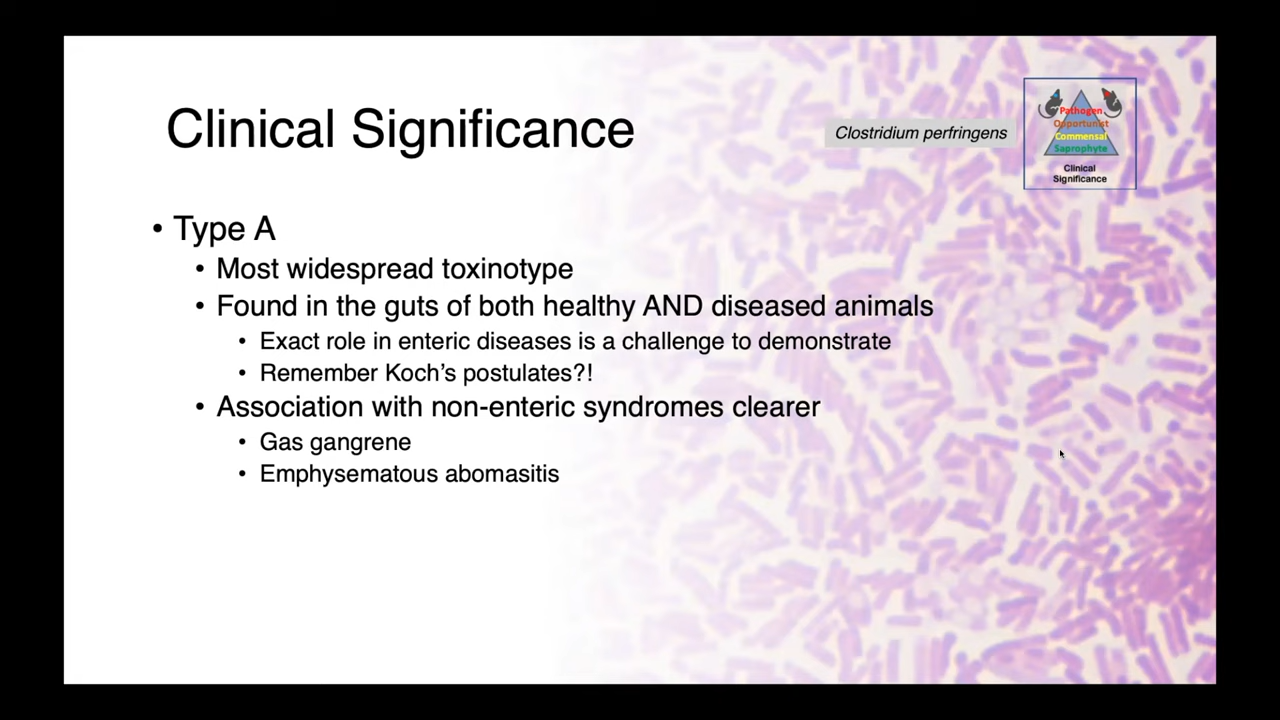 Clinical Significance
Clostridium perfringens
Pathogen
Opportunist
Commensal
Saprophyte
Clinical
Significance
• Type A
• Most widespread toxinotype
• Found in the guts of both healthy AND diseased animals
• Exact role in enteric diseases is a challenge to demonstrate
• Remember Koch’s postulates?!
• Association with non-enteric syndromes clearer
• Gas gangrene
• Emphysematous abomasitis